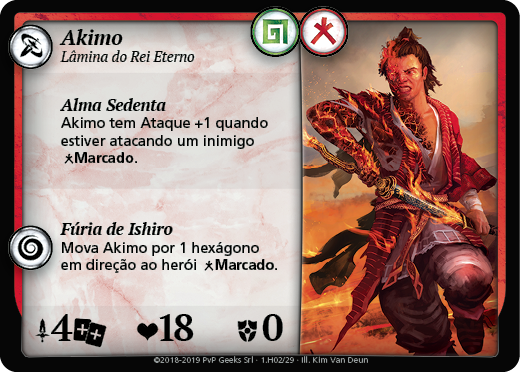 Akimo
Lâmina do Rei Eterno
Alma Sedenta
Akimo tem Ataque +1 quando
estiver atacando um inimigo
Marcado.
Fúria de Ishiro
Mova Akimo por 1 hexágono
em direção ao herói Marcado.
4 18 0
©2018-2019 PvP Geeks Srl · 1.H02/29 · Ill. Kim Van Deun